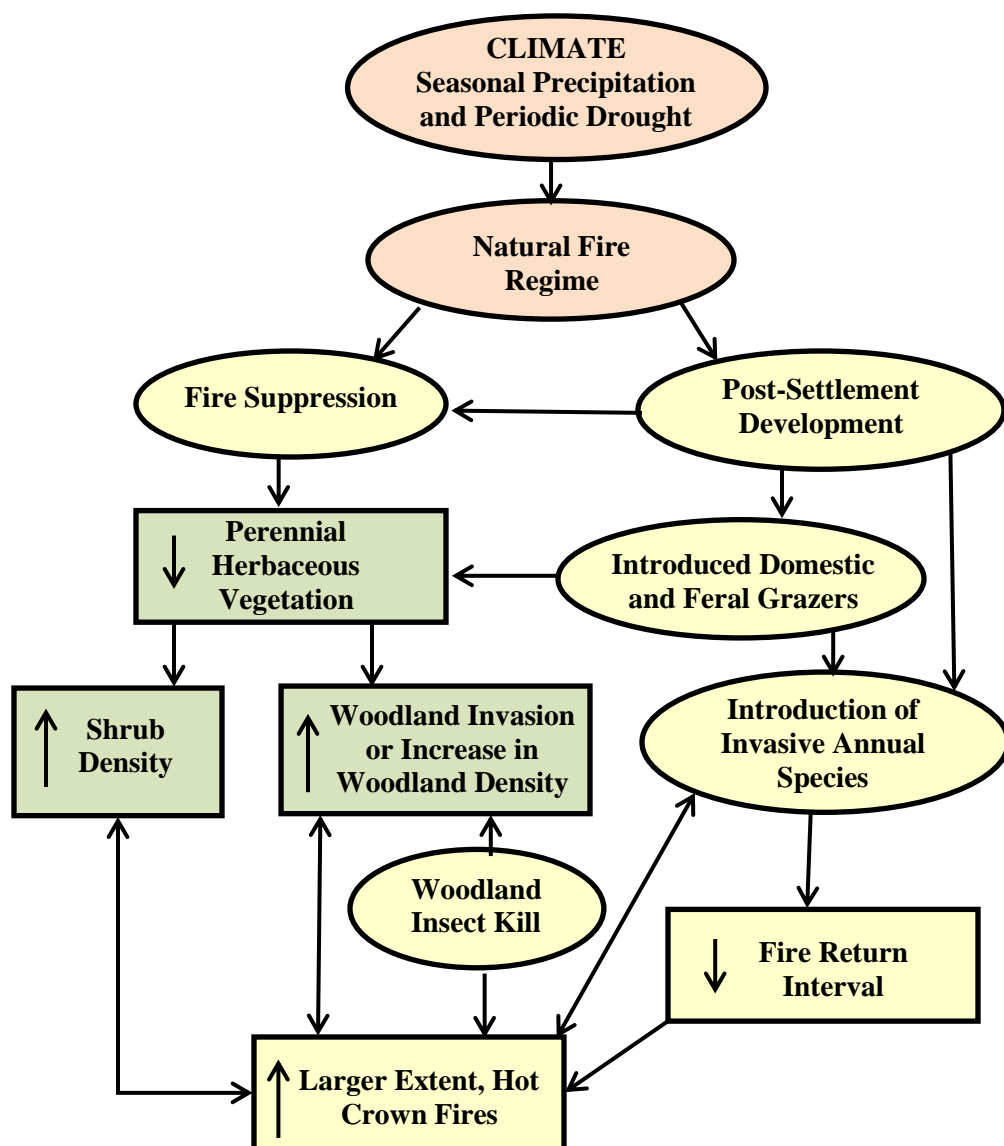 CLIMATE
Seasonal Precipitation
and Periodic Drought
Natural Fire
Regime
Fire Suppression
Post-Settlement
Development
Perennial
Herbaceous
Vegetation
Introduced Domestic
and Feral Grazers
Shrub
Density
Woodland Invasion
or Increase in
Woodland Density
Introduction of
Invasive Annual
Species
Woodland
Insect Kill
Fire Return
Interval
Larger Extent, Hot
Crown Fires